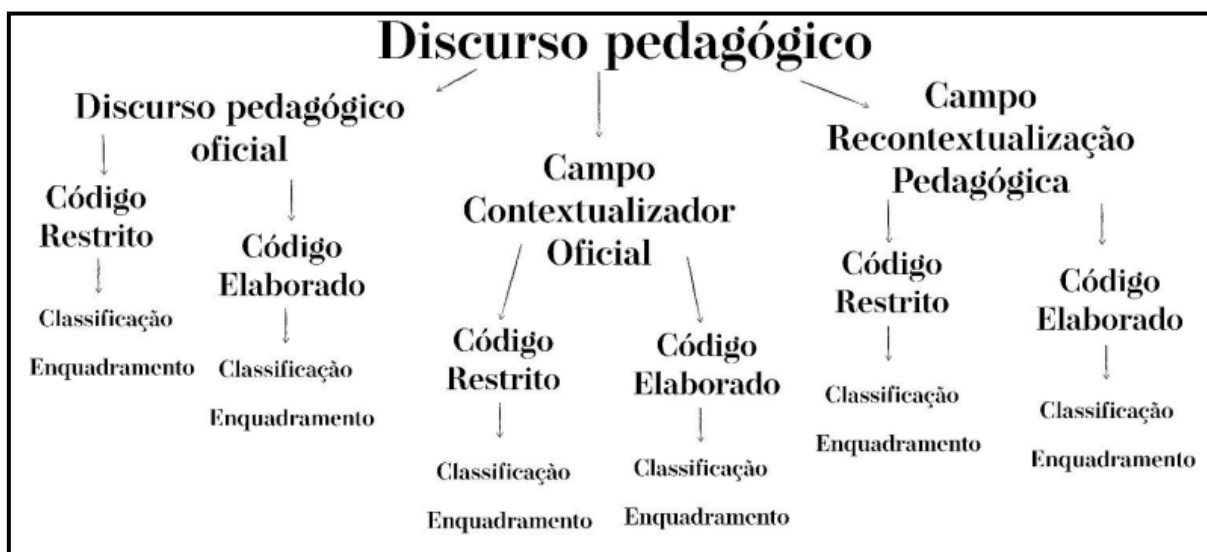 Discurso pedagógico
Discurso pedagógico
oficial
Código
Restrito
Classificação
Enquadramento
Código
Elaborado
Classificação
Enquadramento
Campo
Contextualizador
Oficial
Código
Restrito
Classificação
Enquadramento
Código
Elaborado
Classificação
Enquadramento
Campo
Recontextualização
Pedagógica
Código
Restrito
Classificação
Enquadramento
Código
Elaborado
Classificação
Enquadramento